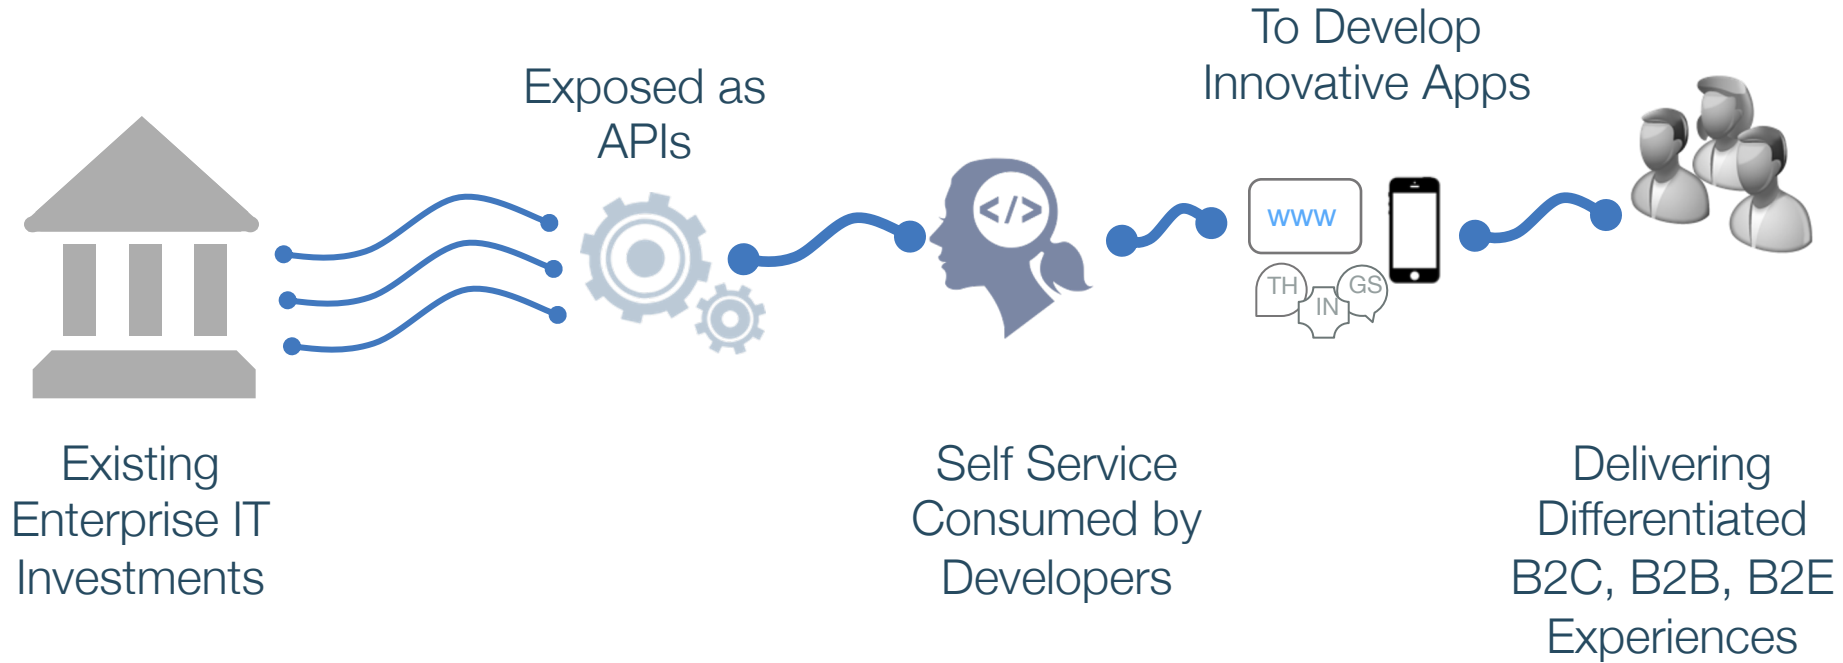 Existing
Enterprise IT
Investments
Exposed as
APIs
</>
Self Service
Consumed by
Developers
To Develop
Innovative Apps
www
TH
IN
GS
Delivering
Differentiated
B2C, B2B, B2E
Experiences